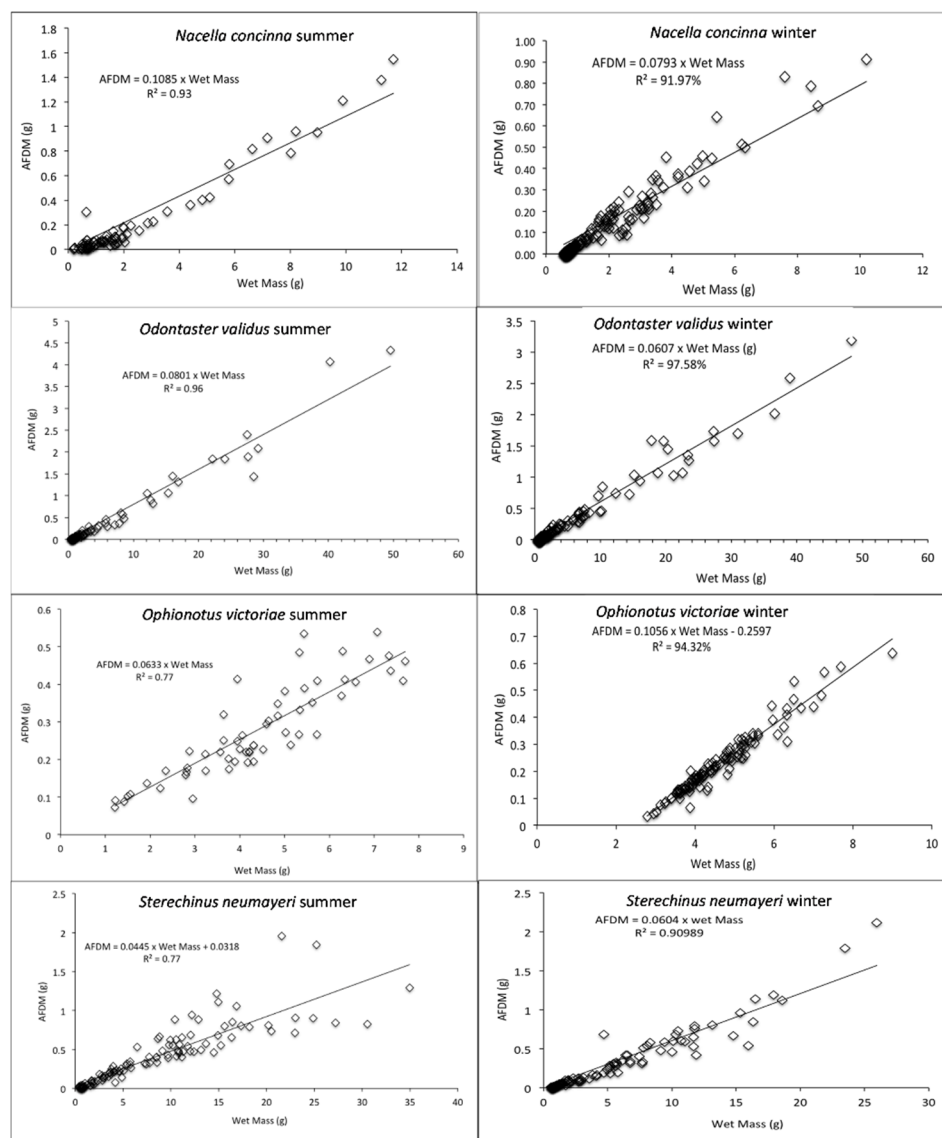 Nacella concinna summer
AFDM = 0.1085 x Wet Mass
R² = 0.93
AFDM (g)
1.8
1.6
1.4
1.2
1
0.8
0.6
0.4
0.2
0
0 2 4 6 8 10 12 14
Wet Mass (g)
Nacella concinna winter
AFDM = 0.0793 x Wet Mass
R² = 91.97%
AFDM (g)
1.00
0.90
0.80
0.70
0.60
0.50
0.40
0.30
0.20
0.10
0.00
0 2 4 6 8 10 12
Wet Mass (g)
Odontaster validus summer
AFDM = 0.0801 x Wet Mass
R² = 0.96
AFDM (g)
5
4.5
4
3.5
3
2.5
2
1.5
1
0.5
0
0 10 20 30 40 50 60
Wet Mass (g)
Odontaster validus winter
AFDM = 0.0607 x Wet Mass (g)
R² = 97.58%
AFDM (g)
3.5
3
2.5
2
1.5
1
0.5
0
0 10 20 30 40 50 60
Wet Mass (g)
Ophionotus victoriae summer
AFDM = 0.0633 x Wet Mass
R² = 0.77
AFDM (g)
0.6
0.5
0.4
0.3
0.2
0.1
0
0 1 2 3 4 5 6 7 8 9
Wet Mass (g)
Ophionotus victoriae winter
AFDM = 0.1056 x Wet Mass - 0.2597
R² = 94.32%
AFDM (g)
0.8
0.7
0.6
0.5
0.4
0.3
0.2
0.1
0
0 2 4 6 8 10
Wet Mass (g)
Sterechinus neumayeri summer
AFDM = 0.0445 x Wet Mass + 0.0318
R² = 0.77
AFDM (g)
2.5
2
1.5
1
0.5
0
0 5 10 15 20 25 30 35 40
Wet Mass (g)
Sterechinus neumayeri winter
AFDM = 0.0604 x wet Mass
R² = 0.90989
AFDM (g)
2.5
2
1.5
1
0.5
0
0 5 10 15 20 25 30
Wet Mass (g)